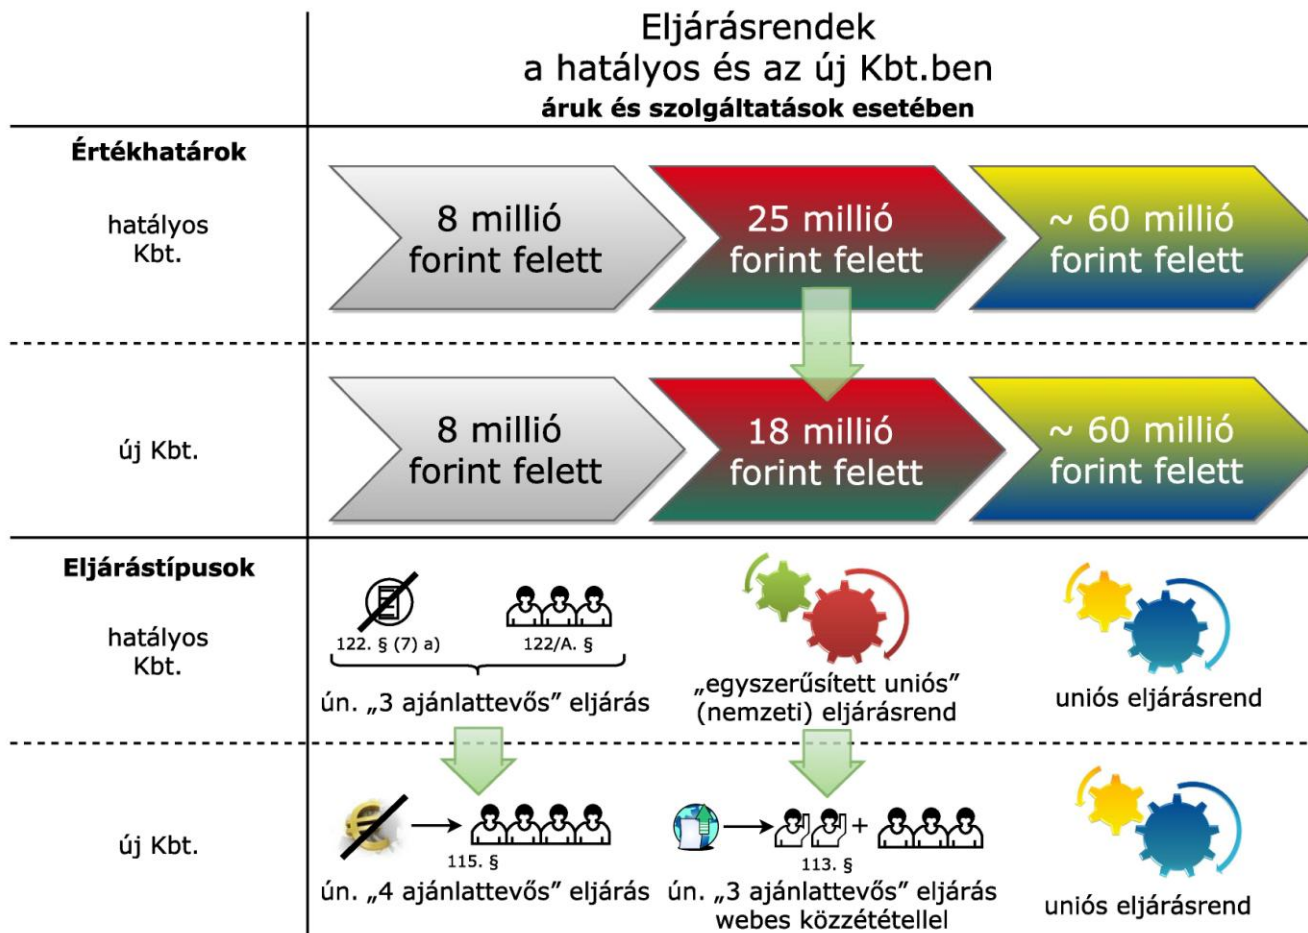 Eljárásrendek
a hatályos és az új Kbt.ben
áruk és szolgáltatások esetében
Értékhatárok
hatályos
Kbt.
8 millió
forint felett
25 millió
forint felett
~ 60 millió
forint felett
új Kbt.
8 millió
forint felett
18 millió
forint felett
~ 60 millió
forint felett
Eljárástípusok
hatályos
Kbt.
122. § (7) a)
122/A. §
ún. „3 ajánlattevős” eljárás
„egyszerűsített uniós”
(nemzeti) eljárásrend
uniós eljárásrend
új Kbt.
115. §
ún. „4 ajánlattevős” eljárás
+
113. §
ún. „3 ajánlattevős” eljárás
webes közzététellel
uniós eljárásrend